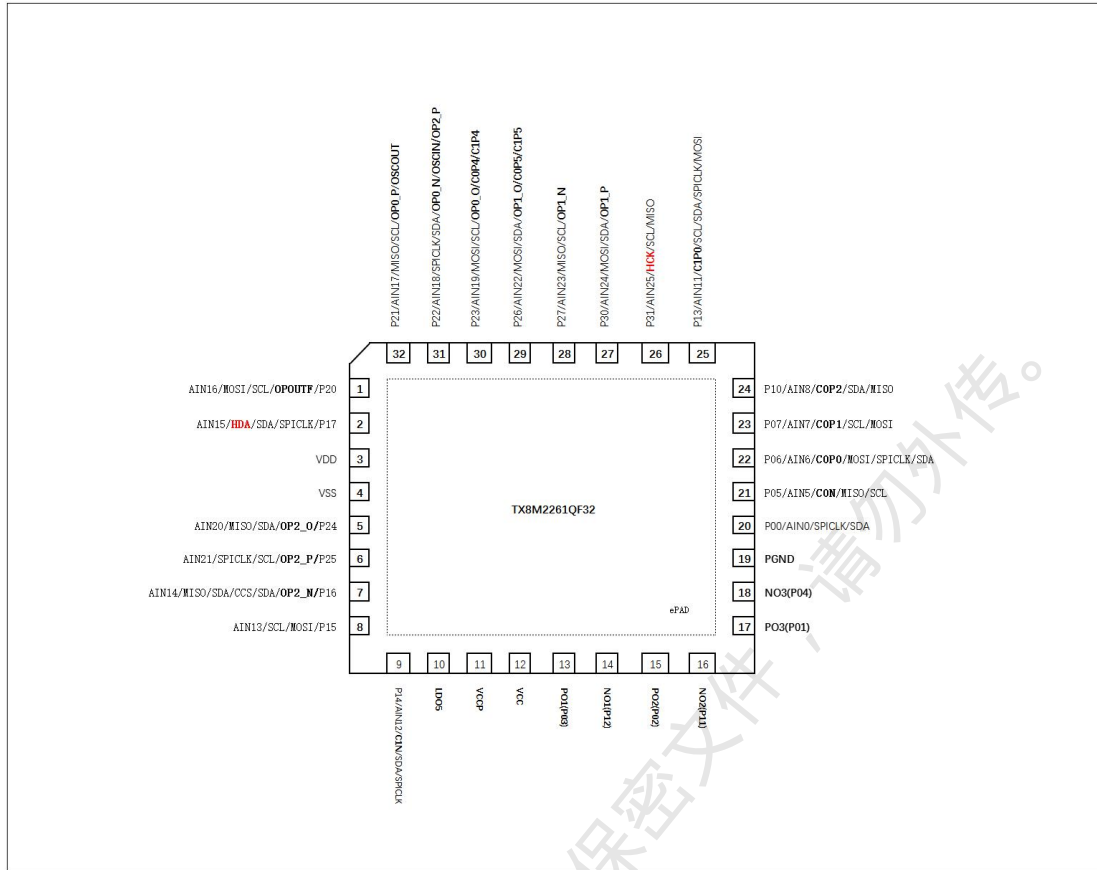 P21/AIN17/MISO/SCL/OP0_P/OSCOUT
P22/AIN18/SPICLK/SDA/OP0_N/OSCIN/OP2_P
P23/AIN19/MOSI/SCL/OP0_O/C0P4/C1P4
P26/AIN22/MOSI/SDA/OP1_O/C0P5/C1P5
P27/AIN23/MISO/SCL/OP1_N
P30/AIN24/MOSI/SDA/OP1_P
P31/AIN25/HCK/SCL/MISO
P13/AIN11/C1P0/SCL/SDA/SPICLK/MOSI
32 31 30 29 28 27 26 25
AIN16/MOSI/SCL/OPOUTF/P20 1
AIN15/HDA/SDA/SPICLK/P17 2
VDD 3
VSS 4
AIN20/MISO/SDA/OP2_O/P24 5
AIN21/SPICLK/SCL/OP2_P/P25 6
AIN14/MISO/SDA/CCS/SDA/OP2_N/P16 7
AIN13/SCL/MOSI/P15 8
TX8M2261QF32
ePAD
24 P10/AIN8/C0P2/SDA/MISO
23 P07/AIN7/C0P1/SCL/MOSI
22 P06/AIN6/C0P0/MOSI/SPICLK/SDA
21 P05/AIN5/C0N/MISO/SCL
20 P00/AIN0/SPICLK/SDA
19 PGND
18 NO3(P04)
17 PO3(P01)
9 10 11 12 13 14 15 16
P14/AIN12/C1N/SDA/SPICLK
LDO5
VCCP
VCC
PO1(P03)
NO1(P12)
PO2(P02)
NO2(P11)
保密文件，请勿外传。